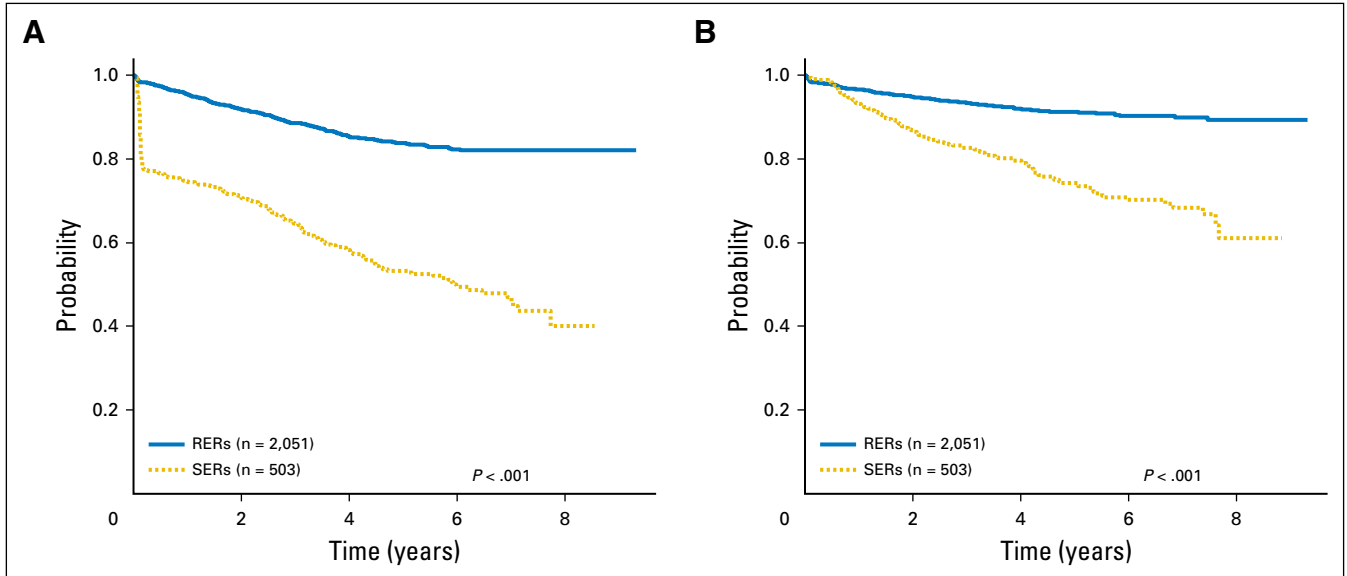 A
1.0
0.8
0.6
0.4
0.2
Probability
RERs (n = 2,051)
SERs (n = 503)
P < .001
0 2 4 6 8
Time (years)
B
1.0
0.8
0.6
0.4
0.2
Probability
RERs (n = 2,051)
SERs (n = 503)
P < .001
0 2 4 6 8
Time (years)